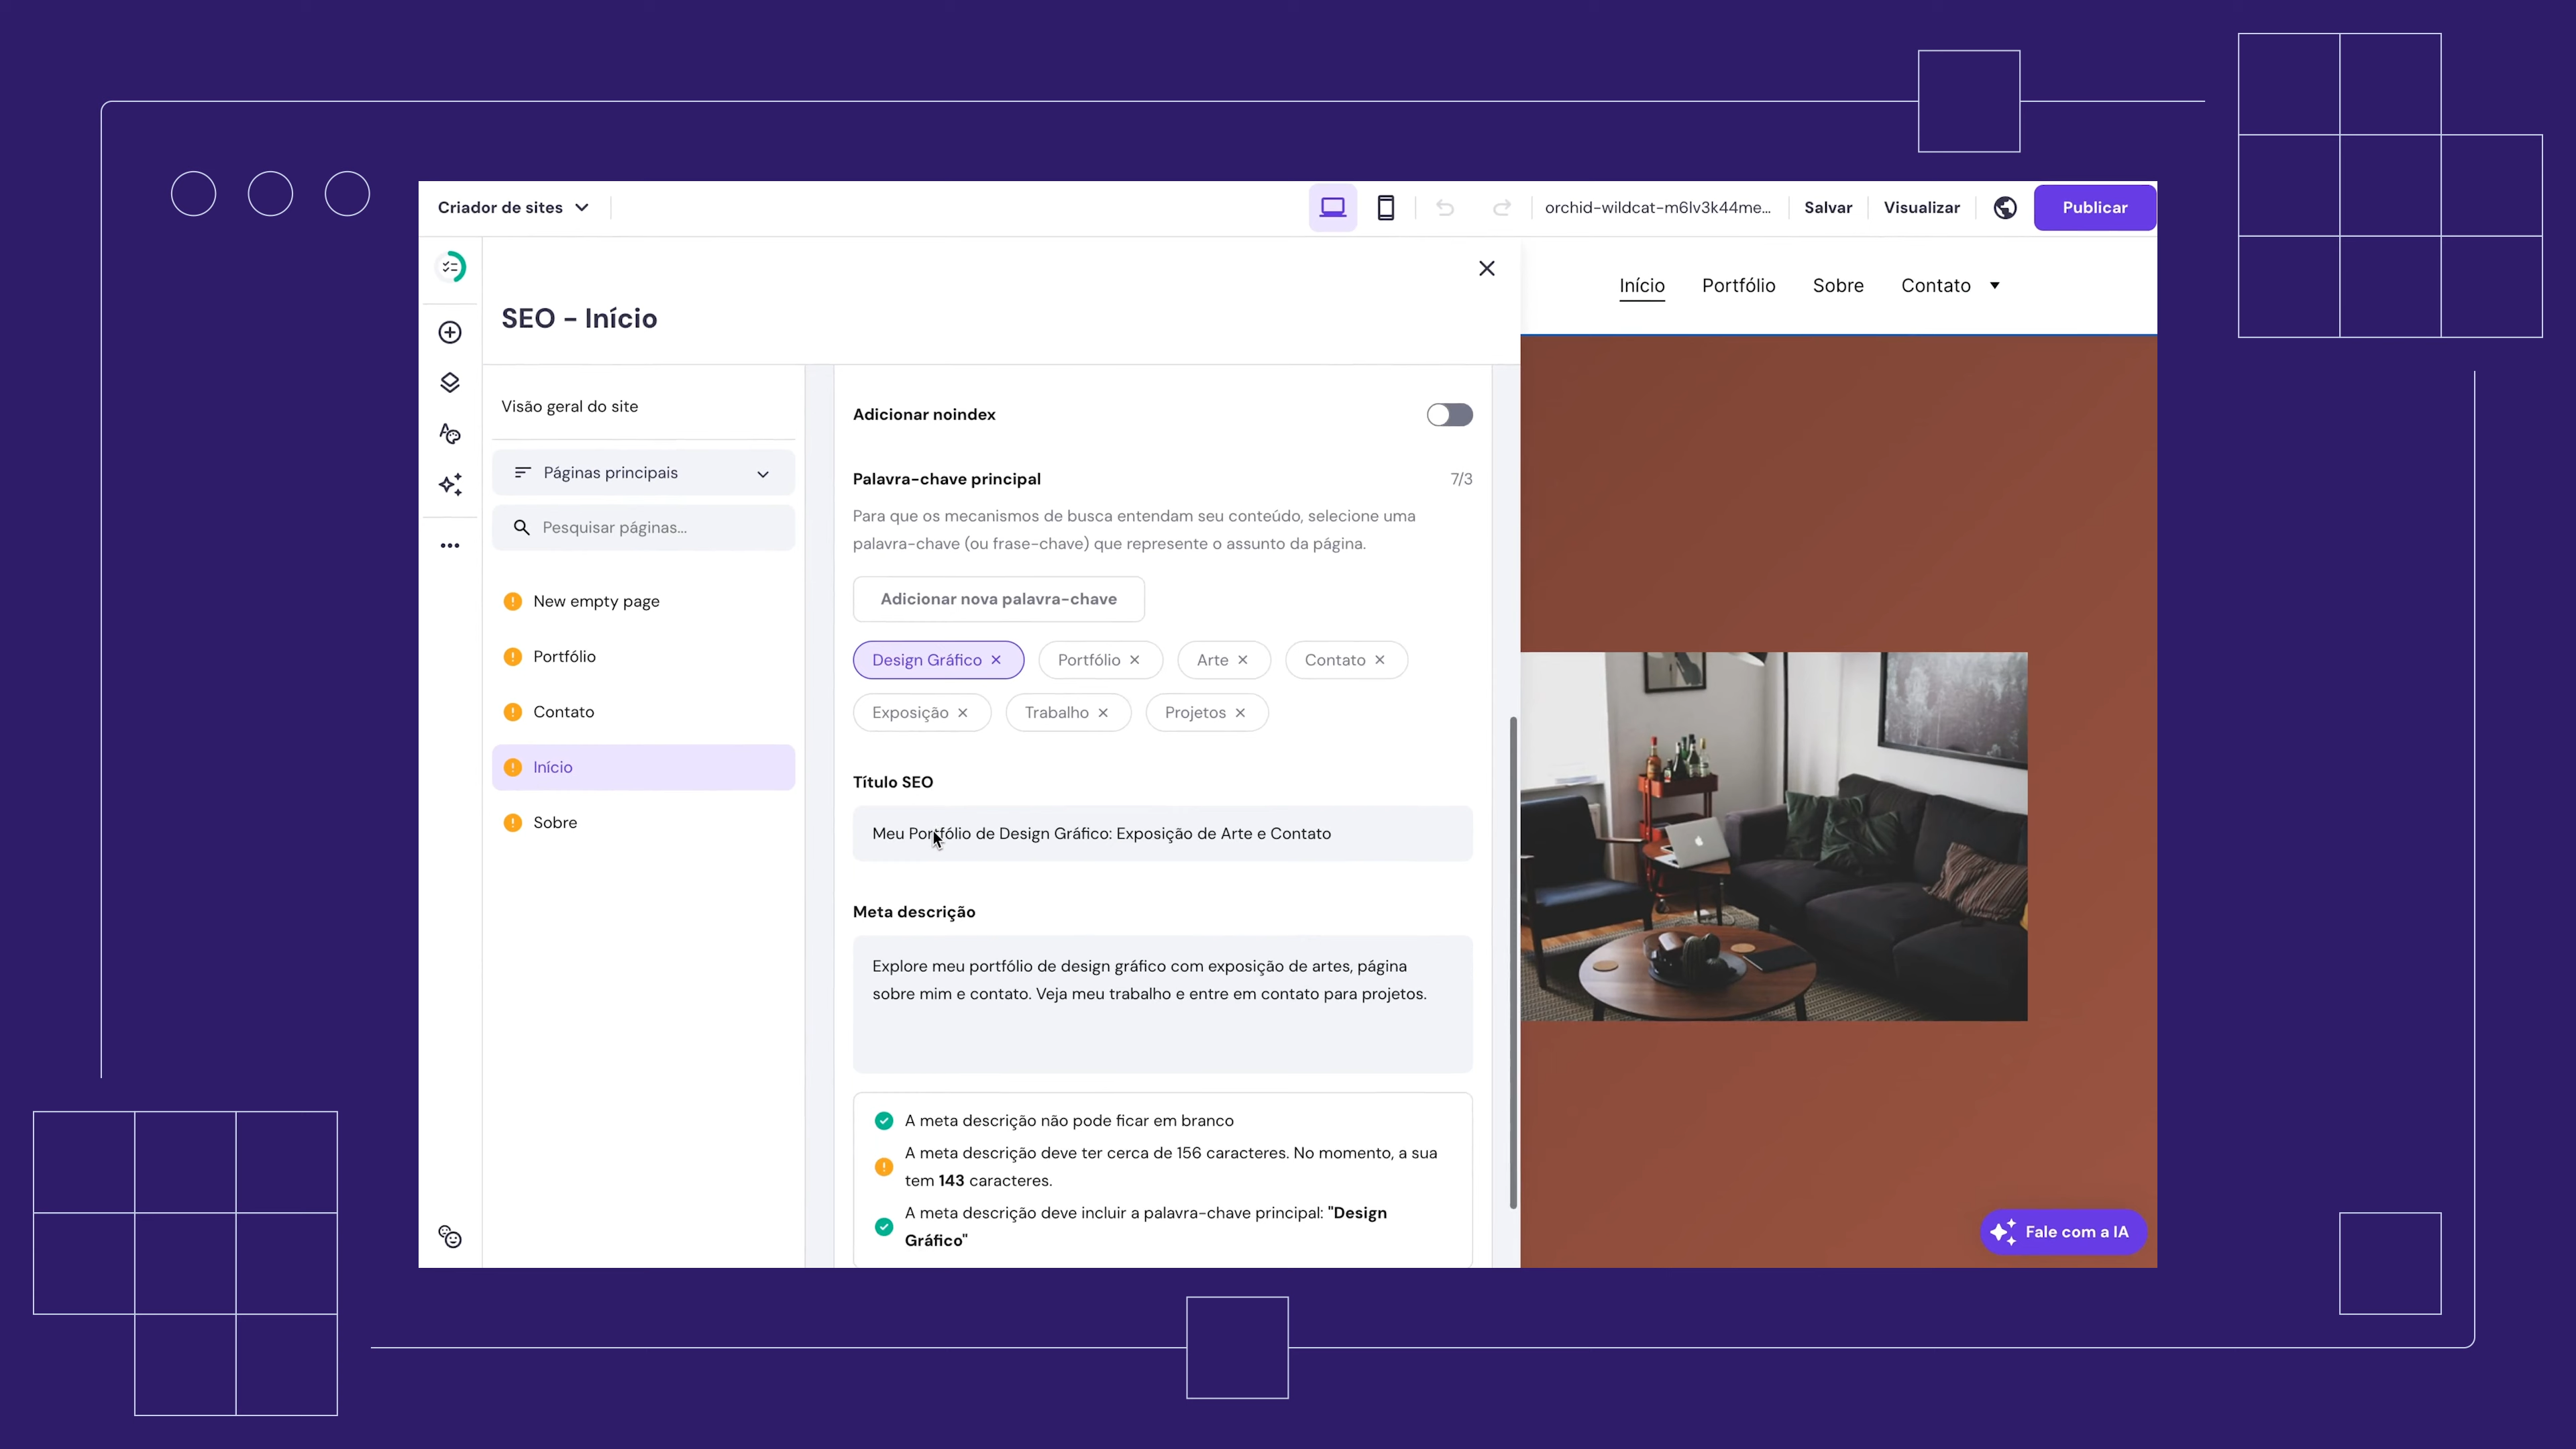 Criador de sites
orchid-wildcat-m6lv3k44me...
Salvar
Visualizar
Publicar
SEO - Início
Início
Portfólio
Sobre
Contato
Visão geral do site
Páginas principais
Pesquisar páginas...
New empty page
Portfólio
Contato
Início
Sobre
Adicionar noindex
Palavra-chave principal
7/3
Para que os mecanismos de busca entendam seu conteúdo, selecione uma
palavra-chave (ou frase-chave) que represente o assunto da página.
Adicionar nova palavra-chave
Design Gráfico
Portfólio
Arte
Contato
Exposição
Trabalho
Projetos
Título SEO
Meu Portfólio de Design Gráfico: Exposição de Arte e Contato
Meta descrição
Explore meu portfólio de design gráfico com exposição de artes, página
sobre mim e contato. Veja meu trabalho e entre em contato para projetos.
A meta descrição não pode ficar em branco
A meta descrição deve ter cerca de 156 caracteres. No momento, a sua
tem 143 caracteres.
A meta descrição deve incluir a palavra-chave principal: "Design
Gráfico"
Fale com a IA